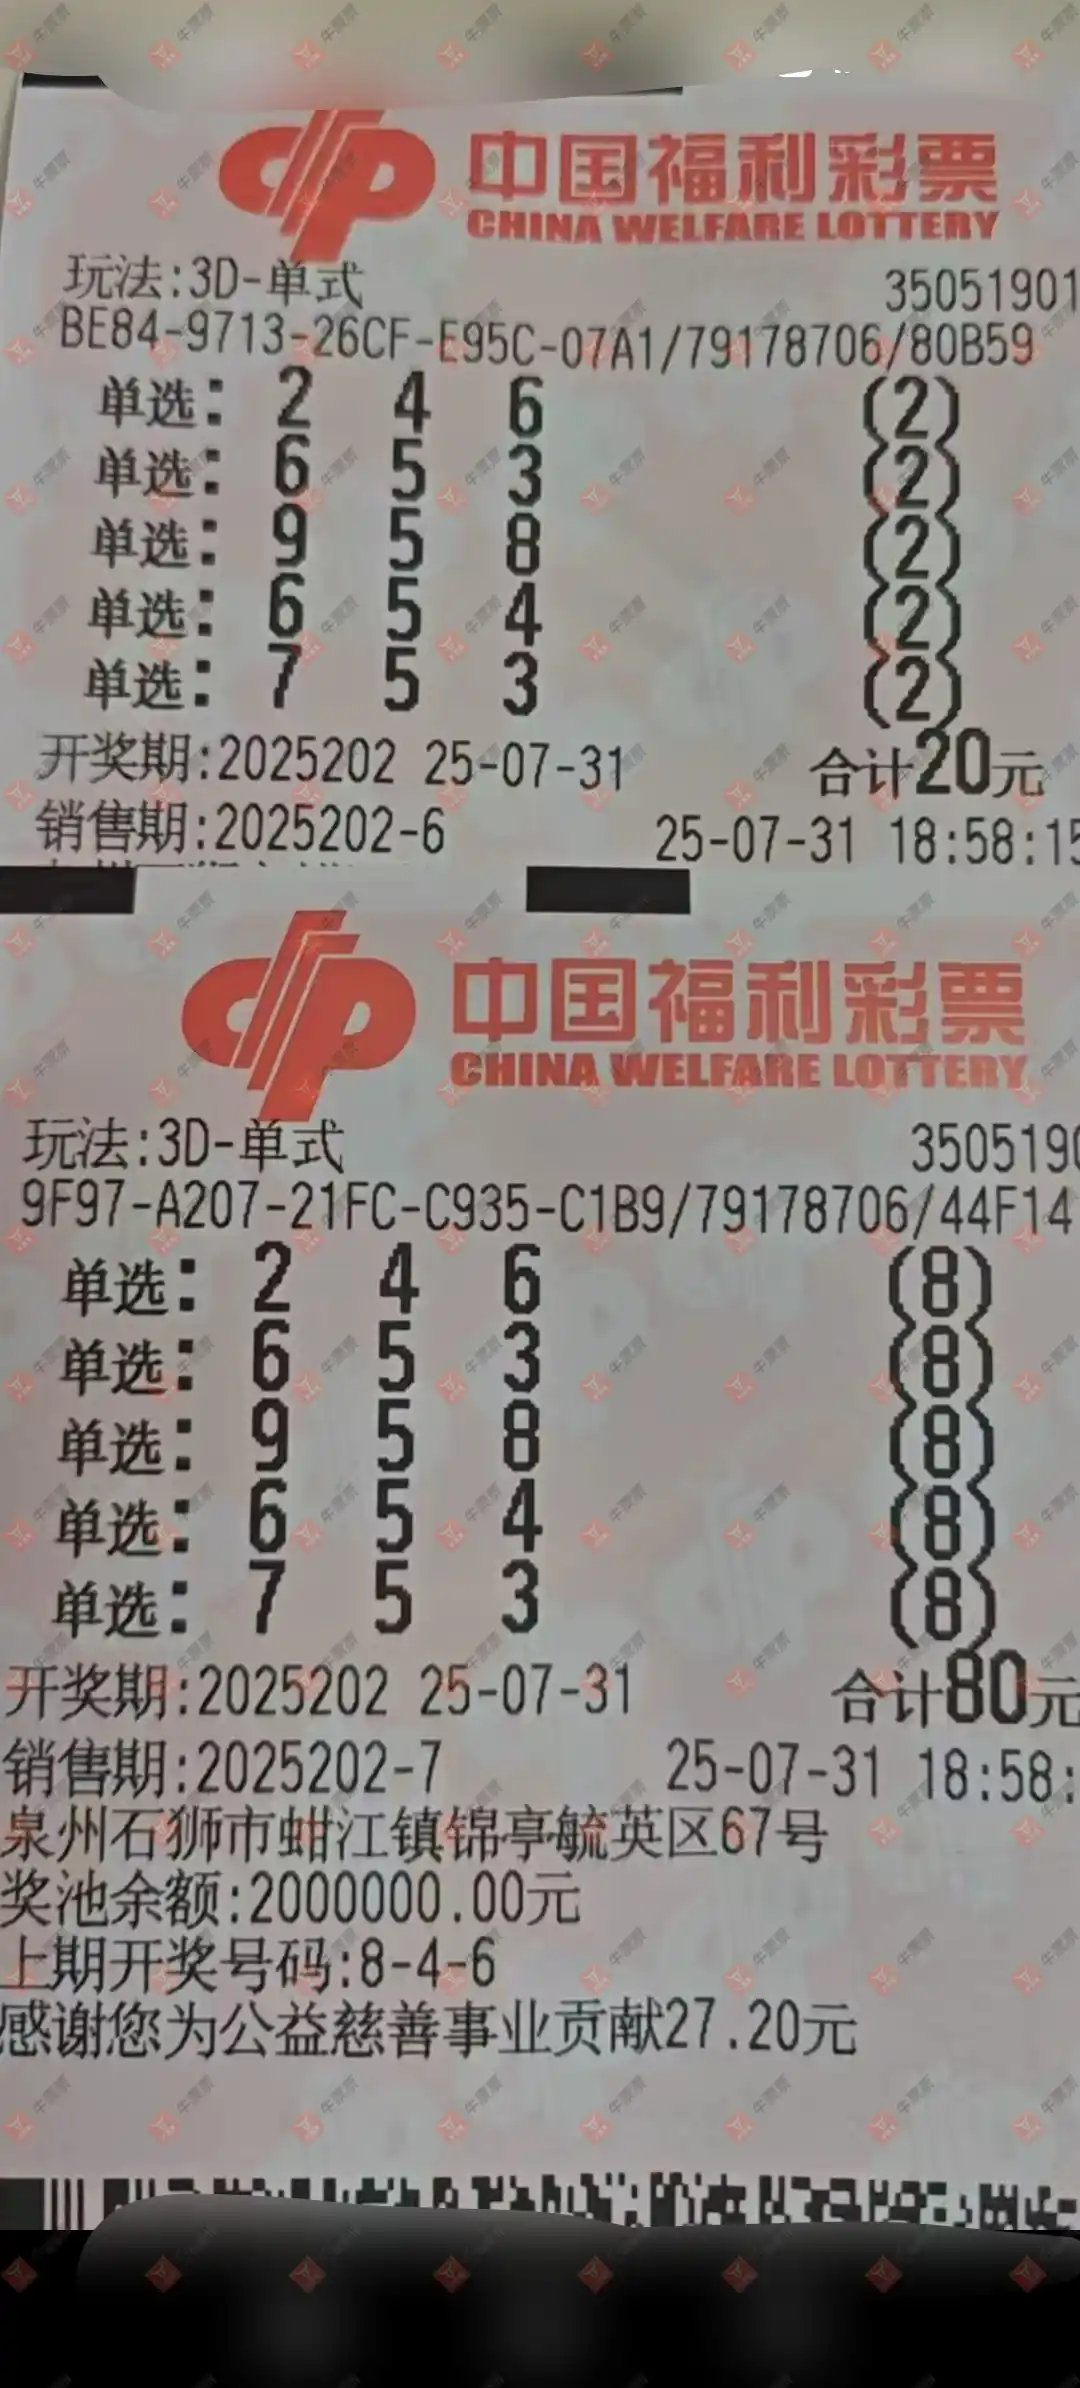 中国福利彩票
CHINA WELFARE LOTTERY
玩法:3D-单式 35051901
BE84-9713-26CF-E95C-07A1/79178706/80B59
单选: 2 4 6 (2)
单选: 6 5 3 (2)
单选: 9 5 8 (2)
单选: 6 5 4 (2)
单选: 7 5 3 (2)
开奖期:2025202 25-07-31 合计20元
销售期:2025202-6 25-07-31 18:58:15
中国福利彩票
CHINA WELFARE LOTTERY
玩法:3D-单式 3505190
9F97-A207-21FC-C935-C1B9/79178706/44F14
单选: 2 4 6 (8)
单选: 6 5 3 (8)
单选: 9 5 8 (8)
单选: 6 5 4 (8)
单选: 7 5 3 (8)
开奖期:2025202 25-07-31 合计80元
销售期:2025202-7 25-07-31 18:58:
泉州石狮市蚶江镇锦亭毓英区67号
奖池余额:2000000.00元
上期开奖号码:8-4-6
感谢您为公益慈善事业贡献27.20元